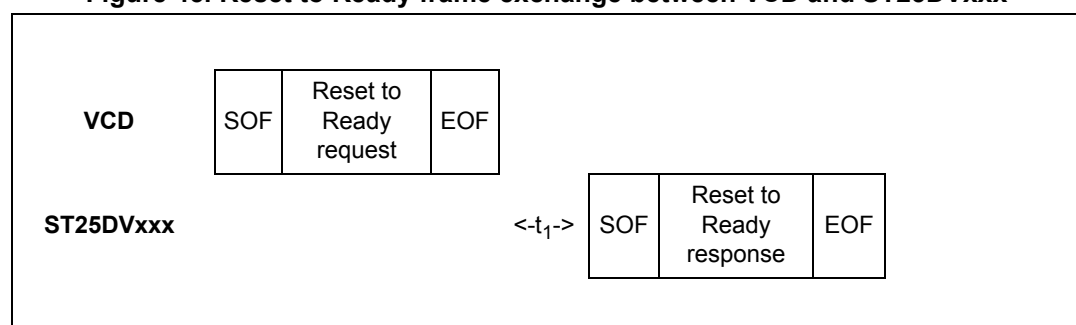 Figure 46. Reset to Ready frame exchange between VCD and ST25DVxxx
VCD
SOF
Reset to
Ready
request
EOF
ST25DVxxx
<-t1->
SOF
Reset to
Ready
response
EOF